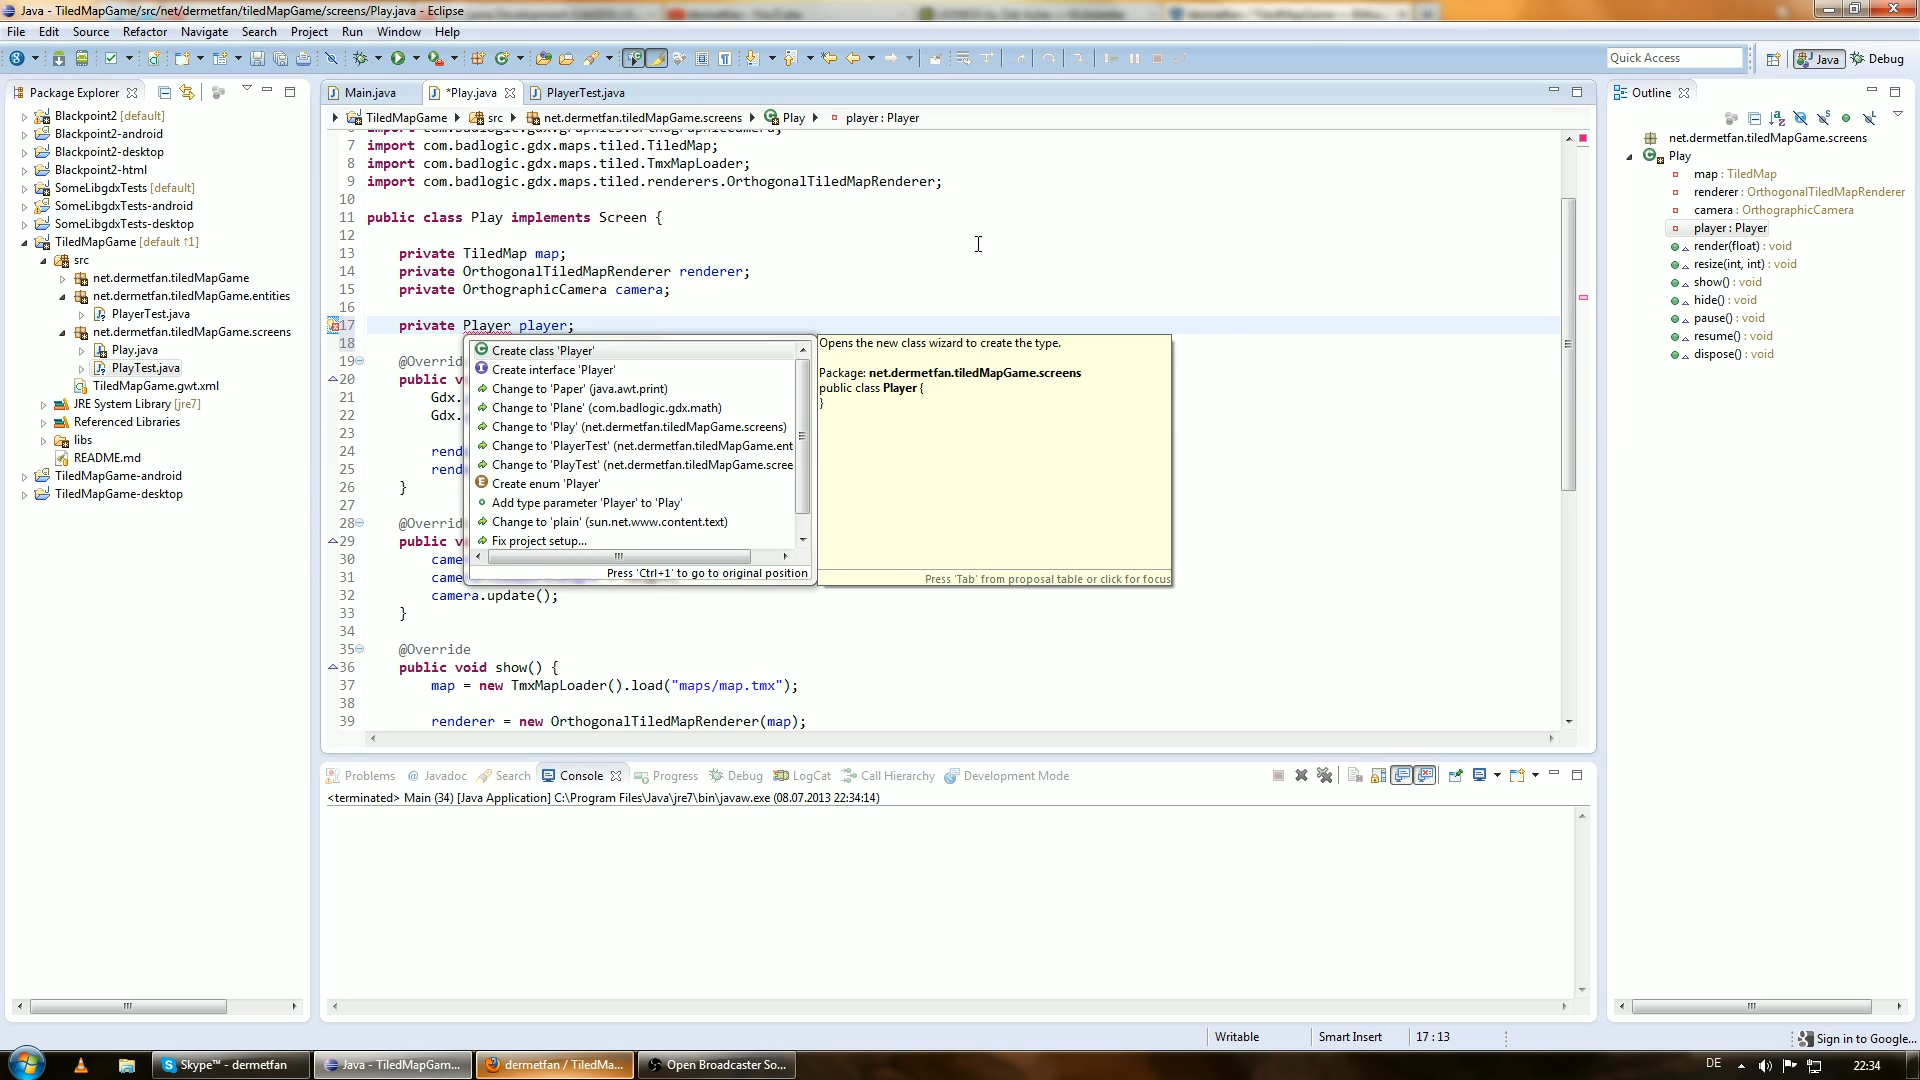 Java - TiledMapGame/src/net/dermetfan/tiledMapGame/screens/Play.java - Eclipse
File Edit Source Refactor Navigate Search Project Run Window Help
Quick Access
Java
Debug
Package Explorer
Blackpoint2 [default]
Blackpoint2-android
Blackpoint2-desktop
Blackpoint2-html
SomeLibgdxTests [default]
SomeLibgdxTests-android
SomeLibgdxTests-desktop
TiledMapGame [default ↑1]
src
net.dermetfan.tiledMapGame
net.dermetfan.tiledMapGame.entities
PlayerTest.java
net.dermetfan.tiledMapGame.screens
Play.java
PlayTest.java
TiledMapGame.gwt.xml
JRE System Library [jre7]
Referenced Libraries
libs
README.md
TiledMapGame-android
TiledMapGame-desktop
Main.java
*Play.java
PlayerTest.java
TiledMapGame src net.dermetfan.tiledMapGame.screens Play player : Player
import com.badlogic.gdx.graphics.OrthographicCamera;
7 import com.badlogic.gdx.maps.tiled.TiledMap;
8 import com.badlogic.gdx.maps.tiled.TmxMapLoader;
9 import com.badlogic.gdx.maps.tiled.renderers.OrthogonalTiledMapRenderer;
10
11 public class Play implements Screen {
12
13 private TiledMap map;
14 private OrthogonalTiledMapRenderer renderer;
15 private OrthographicCamera camera;
16
17 private Player player;
18
19 @Overrid
20 public v
21 Gdx.
22 Gdx.
23
24 rend
25 rend
26 }
27
28 @Overrid
29 public v
30 came
31 came
32 camera.update();
33 }
34
35 @Override
36 public void show() {
37 map = new TmxMapLoader().load("maps/map.tmx");
38
39 renderer = new OrthogonalTiledMapRenderer(map);
Create class 'Player'
Create interface 'Player'
Change to 'Paper' (java.awt.print)
Change to 'Plane' (com.badlogic.gdx.math)
Change to 'Play' (net.dermetfan.tiledMapGame.screens)
Change to 'PlayerTest' (net.dermetfan.tiledMapGame.ent
Change to 'PlayTest' (net.dermetfan.tiledMapGame.scree
Create enum 'Player'
Add type parameter 'Player' to 'Play'
Change to 'plain' (sun.net.www.content.text)
Fix project setup...
Press 'Ctrl+1' to go to original position
Opens the new class wizard to create the type.
Package: net.dermetfan.tiledMapGame.screens
public class Player {
}
Press 'Tab' from proposal table or click for focus
Outline
net.dermetfan.tiledMapGame.screens
Play
map : TiledMap
renderer : OrthogonalTiledMapRenderer
camera : OrthographicCamera
player : Player
render(float) : void
resize(int, int) : void
show() : void
hide() : void
pause() : void
resume() : void
dispose() : void
Problems @ Javadoc Search Console Progress Debug LogCat Call Hierarchy Development Mode
<terminated> Main (34) [Java Application] C:\Program Files\Java\jre7\bin\javaw.exe (08.07.2013 22:34:14)
Writable
Smart Insert
17 : 13
Sign in to Google...
Skype™ - dermetfan
Java - TiledMapGam...
dermetfan / TiledMa...
Open Broadcaster So...
DE
22:34